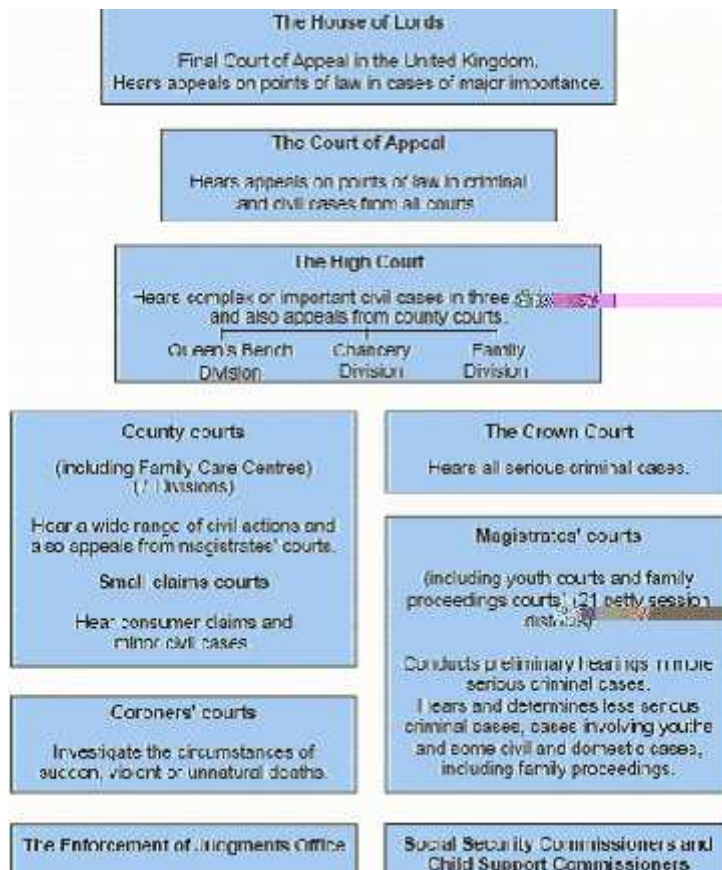 The House of Lords
Final Court of Appeal in the United Kingdom.
Hears appeals on points of law in cases of major importance.
The Court of Appeal
Hears appeals on points of law in criminal
and civil cases from all courts
The High Court
Hears complex or important civil cases in three
and also appeals from county courts.
Queen's Bench
Division
Chancery
Division
Family
Division
County courts
(including Family Care Centres)
(7 Divisions)
Hear a wide range of civil actions and
also appeals from magistrates' courts.
Small claims courts
Hear consumer claims and
minor civil cases
Coroners' courts
Investigate the circumstances of
sudden, violent or unnatural deaths.
The Enforcement of Judgments Office
The Crown Court
Hears all serious criminal cases.
Magistrates' courts
(including youth courts and family
proceedings courts) (21 petty session
districts)
Conducts preliminary hearings in more
serious criminal cases.
Hears and determines less serious
criminal cases, cases involving youths
and some civil and domestic cases,
including family proceedings.
Social Security Commissioners and
Child Support Commissioners